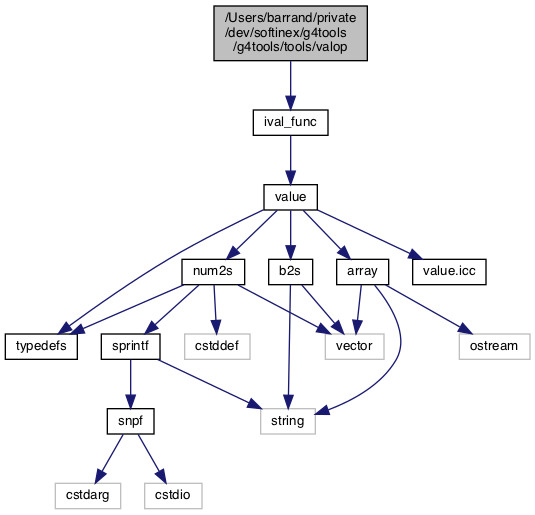 /Users/barrand/private
/dev/softinex/g4tools
/g4tools/tools/valop
ival_func
value
num2s
b2s
array
value.icc
typedefs
sprintf
cstddef
vector
ostream
snpf
string
cstdarg
cstdio